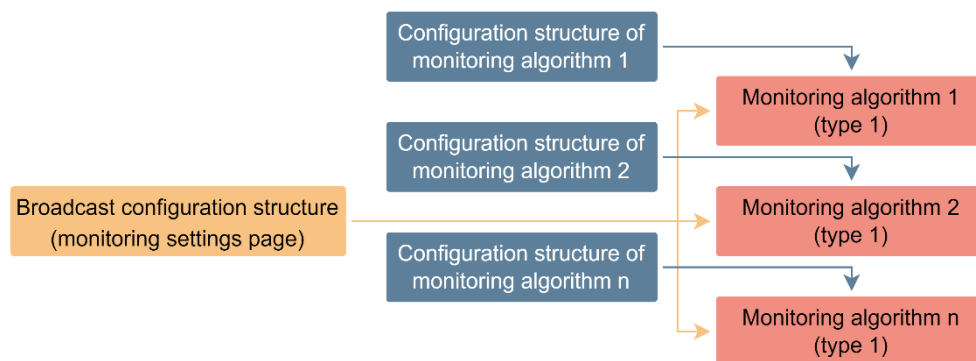 Configuration structure of
monitoring algorithm 1
Monitoring algorithm 1
(type 1)
Configuration structure of
monitoring algorithm 2
Broadcast configuration structure
(monitoring settings page)
Monitoring algorithm 2
(type 1)
Configuration structure of
monitoring algorithm n
Monitoring algorithm n
(type 1)